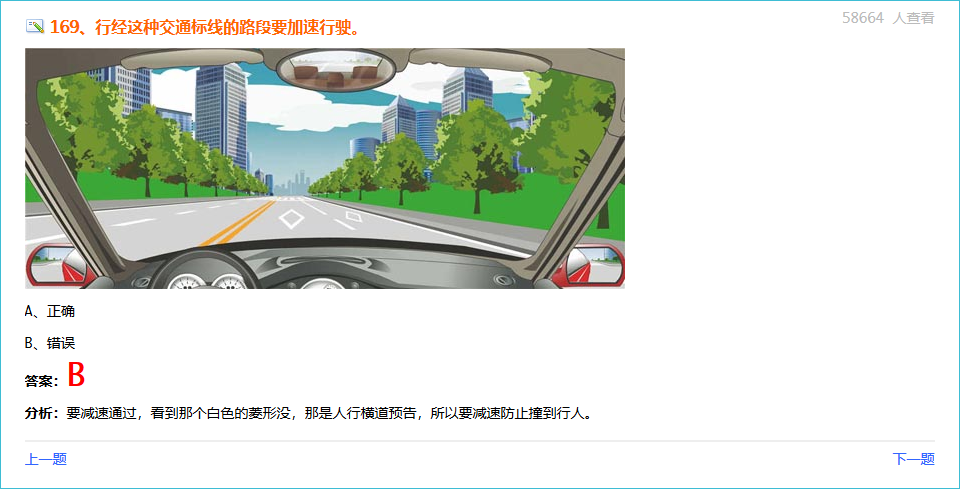 169、行经这种交通标线的路段要加速行驶。
58664 人查看
A、正确
B、错误
答案：B
分析：要减速通过，看到那个白色的菱形没，那是人行横道预告，所以要减速防止撞到行人。
上一题
下一题